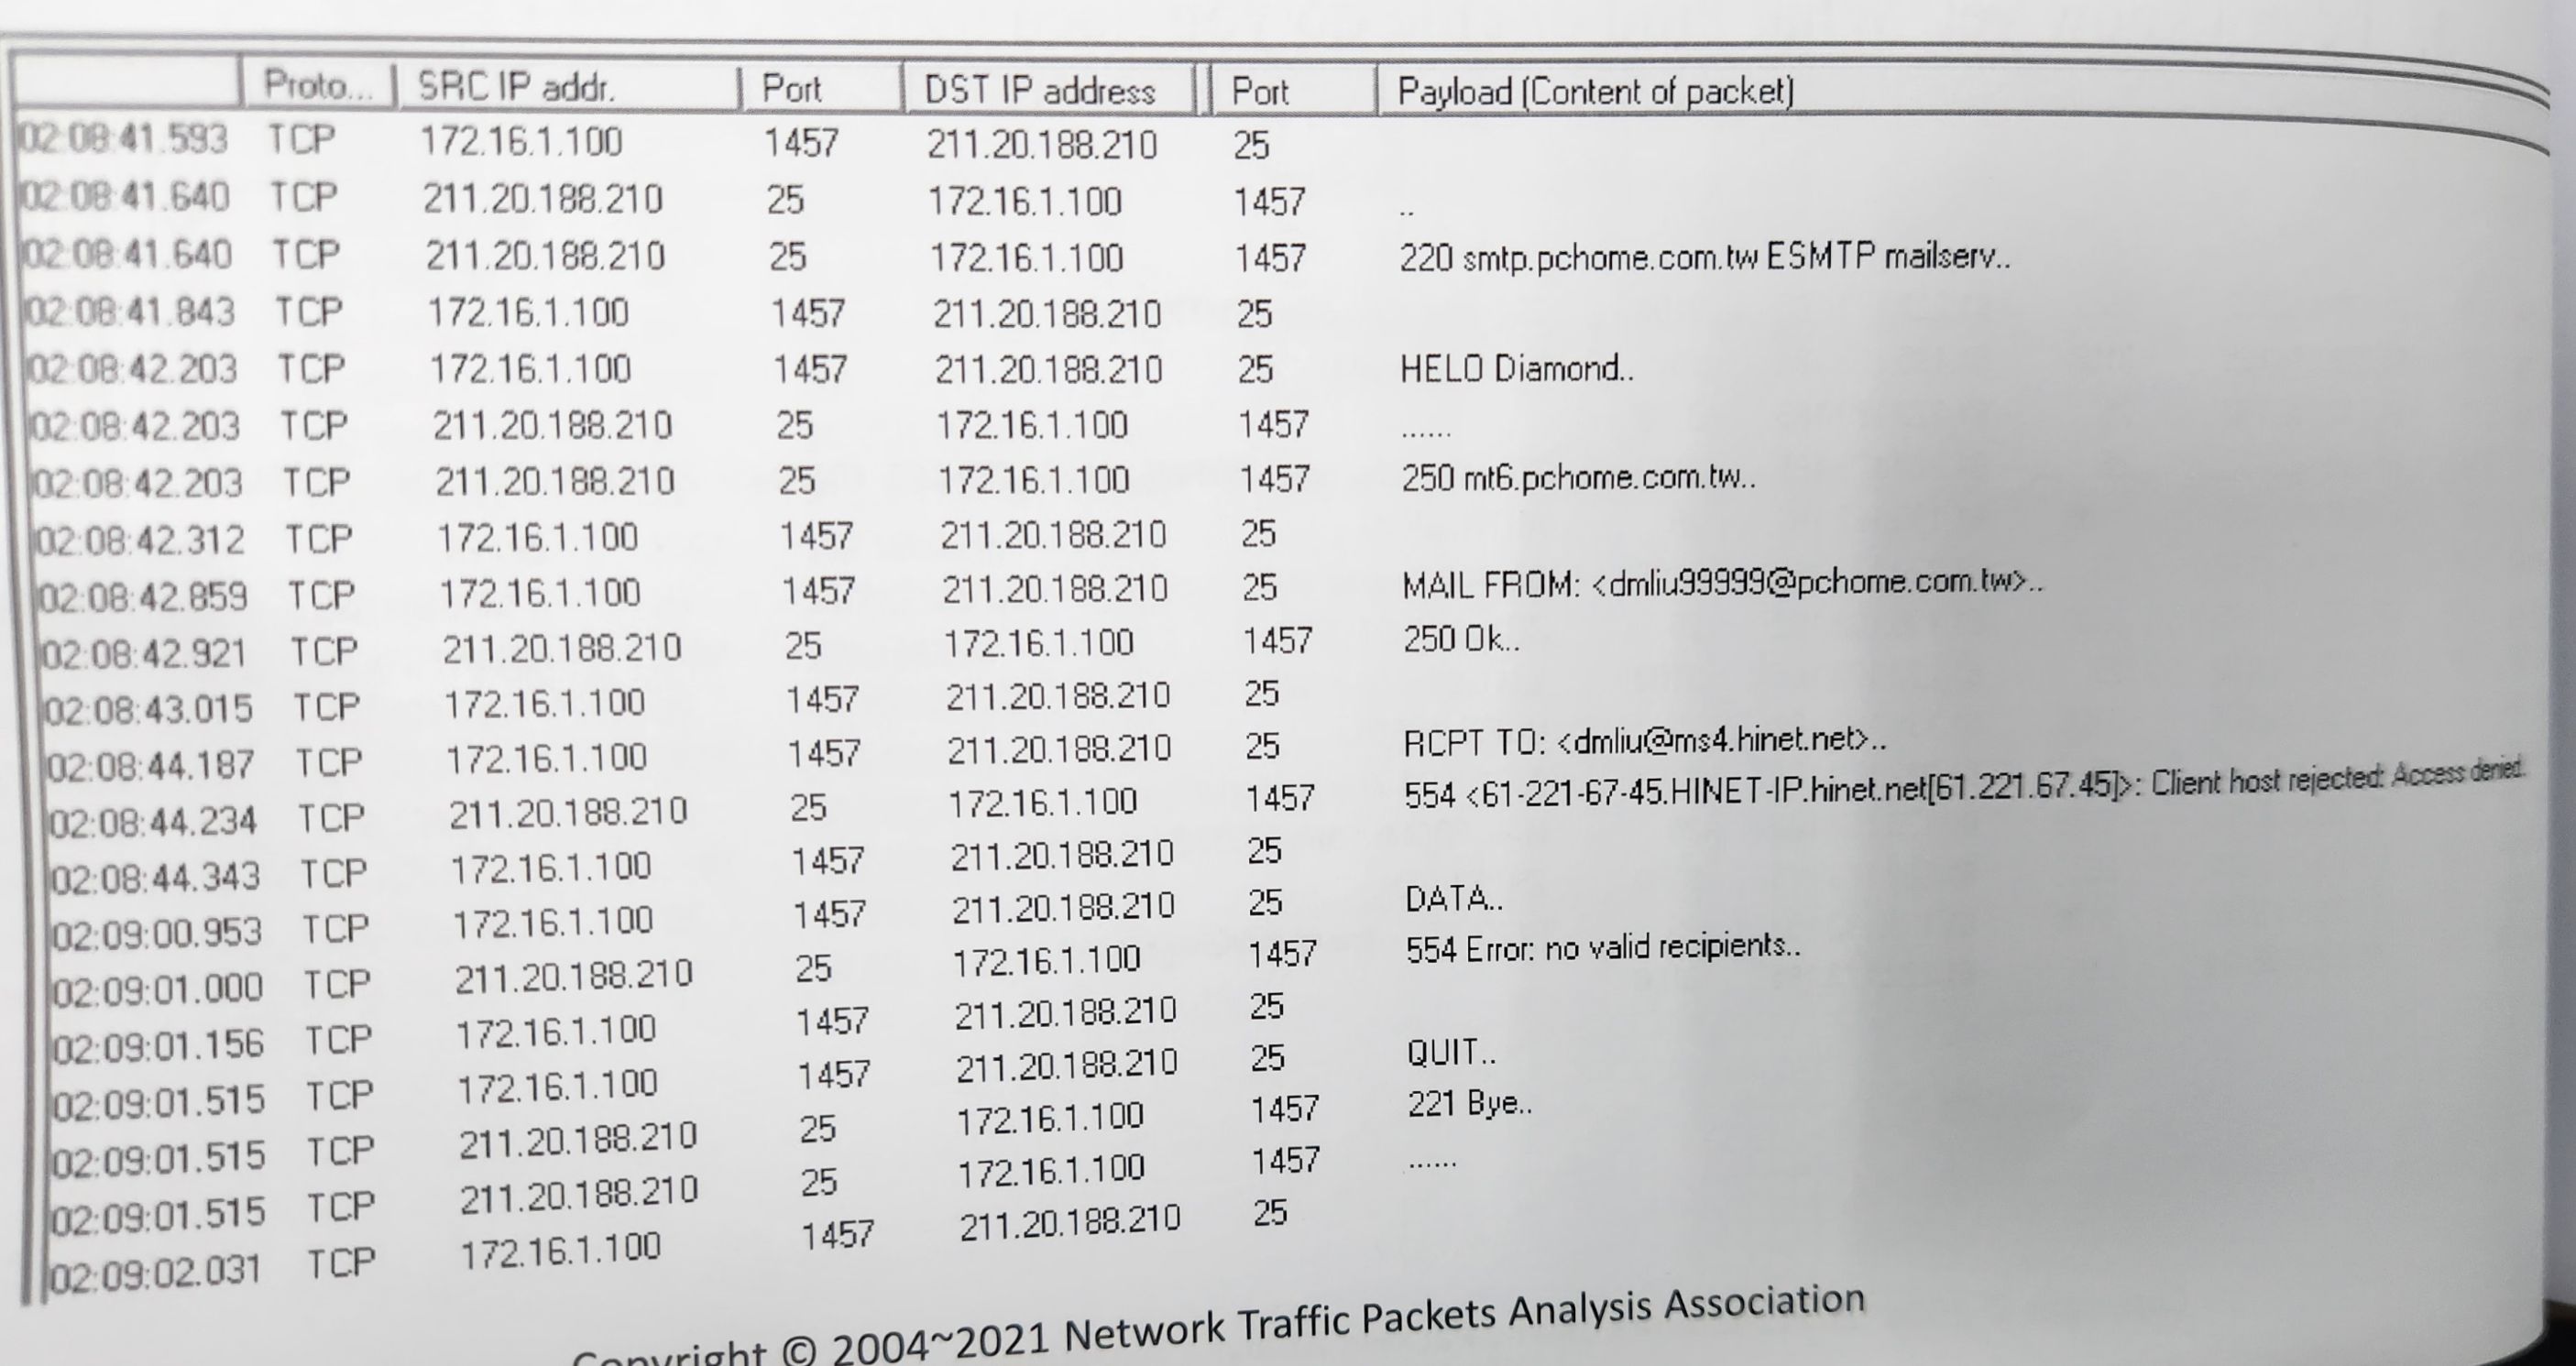 Proto... SRC IP addr. Port DST IP address Port Payload (Content of packet)
02:08:41.593 TCP 172.16.1.100 1457 211.20.188.210 25
02:08:41.640 TCP 211.20.188.210 25 172.16.1.100 1457 ..
02:08:41.640 TCP 211.20.188.210 25 172.16.1.100 1457 220 smtp.pchome.com.tw ESMTP mailserv..
02:08:41.843 TCP 172.16.1.100 1457 211.20.188.210 25
02:08:42.203 TCP 172.16.1.100 1457 211.20.188.210 25 HELO Diamond..
02:08:42.203 TCP 211.20.188.210 25 172.16.1.100 1457 ......
02:08:42.203 TCP 211.20.188.210 25 172.16.1.100 1457 250 mt6.pchome.com.tw..
02:08:42.312 TCP 172.16.1.100 1457 211.20.188.210 25
02:08:42.859 TCP 172.16.1.100 1457 211.20.188.210 25 MAIL FROM: <dmliu99999@pchome.com.tw>..
02:08:42.921 TCP 211.20.188.210 25 172.16.1.100 1457 250 Ok..
02:08:43.015 TCP 172.16.1.100 1457 211.20.188.210 25
02:08:44.187 TCP 172.16.1.100 1457 211.20.188.210 25 RCPT TO: <dmliu@ms4.hinet.net>..
02:08:44.234 TCP 211.20.188.210 25 172.16.1.100 1457 554 <61-221-67-45.HINET-IP.hinet.net[61.221.67.45]>: Client host rejected: Access denied.
02:08:44.343 TCP 172.16.1.100 1457 211.20.188.210 25
02:09:00.953 TCP 172.16.1.100 1457 211.20.188.210 25 DATA..
02:09:01.000 TCP 211.20.188.210 25 172.16.1.100 1457 554 Error: no valid recipients..
02:09:01.156 TCP 172.16.1.100 1457 211.20.188.210 25
02:09:01.515 TCP 172.16.1.100 1457 211.20.188.210 25 QUIT..
02:09:01.515 TCP 211.20.188.210 25 172.16.1.100 1457 221 Bye..
02:09:01.515 TCP 211.20.188.210 25 172.16.1.100 1457 ......
02:09:02.031 TCP 172.16.1.100 1457 211.20.188.210 25
Copyright © 2004~2021 Network Traffic Packets Analysis Association